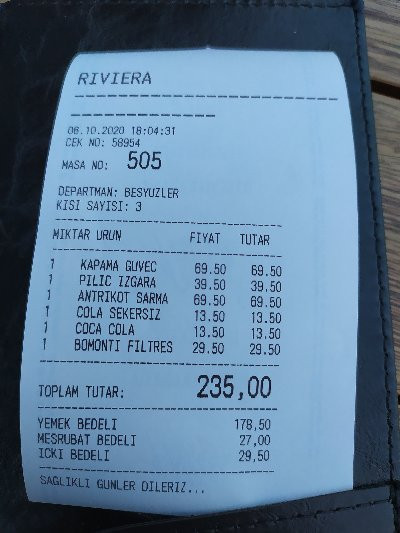 RIVIERA
06.10.2020 18:04:31
CEK NO: 58954
MASA NO: 505
DEPARTMAN: BESYUZLER
KISI SAYISI: 3
MIKTAR URUN FIYAT TUTAR
1 KAPAMA GUVEC 69.50 69.50
1 PILIC IZGARA 39.50 39.50
1 ANTRIKOT SARMA 69.50 69.50
1 COLA SEKERSIZ 13.50 13.50
1 COCA COLA 13.50 13.50
1 BOMONTI FILTRES 29.50 29.50
TOPLAM TUTAR: 235,00
YEMEK BEDELI 178,50
MESRUBAT BEDELI 27,00
ICKI BEDELI 29,50
SAGLIKLI GUNLER DILERIZ...